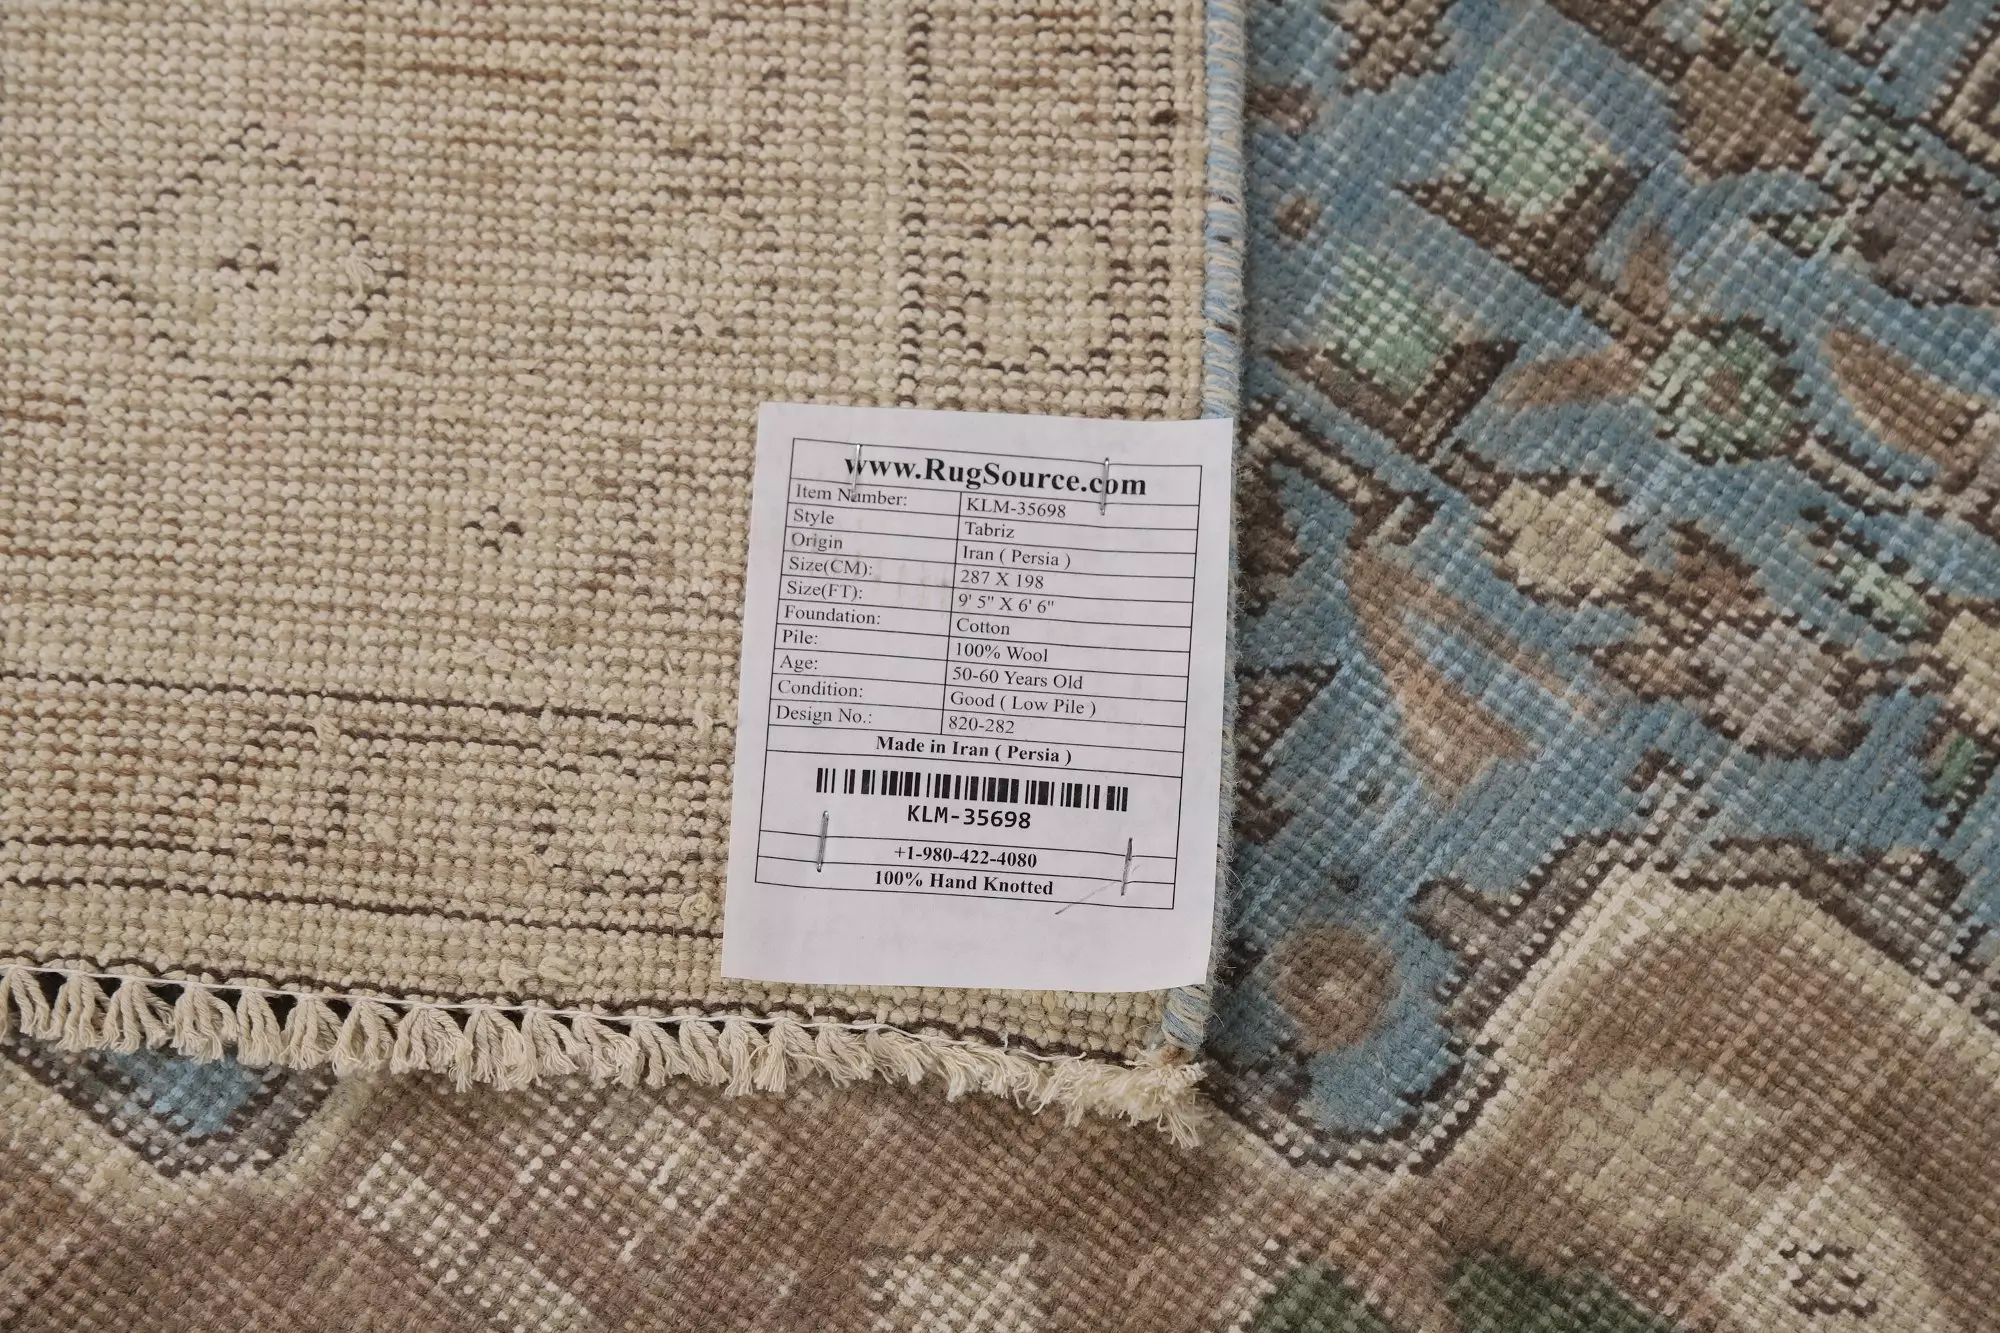 www.RugSource.com
Item Number: KLM-35698
Style Tabriz
Origin Iran ( Persia )
Size(CM): 287 X 198
Size(FT): 9' 5" X 6' 6"
Foundation: Cotton
Pile: 100% Wool
Age: 50-60 Years Old
Condition: Good ( Low Pile )
Design No.: 820-282
Made in Iran ( Persia )
KLM-35698
+1-980-422-4080
100% Hand Knotted